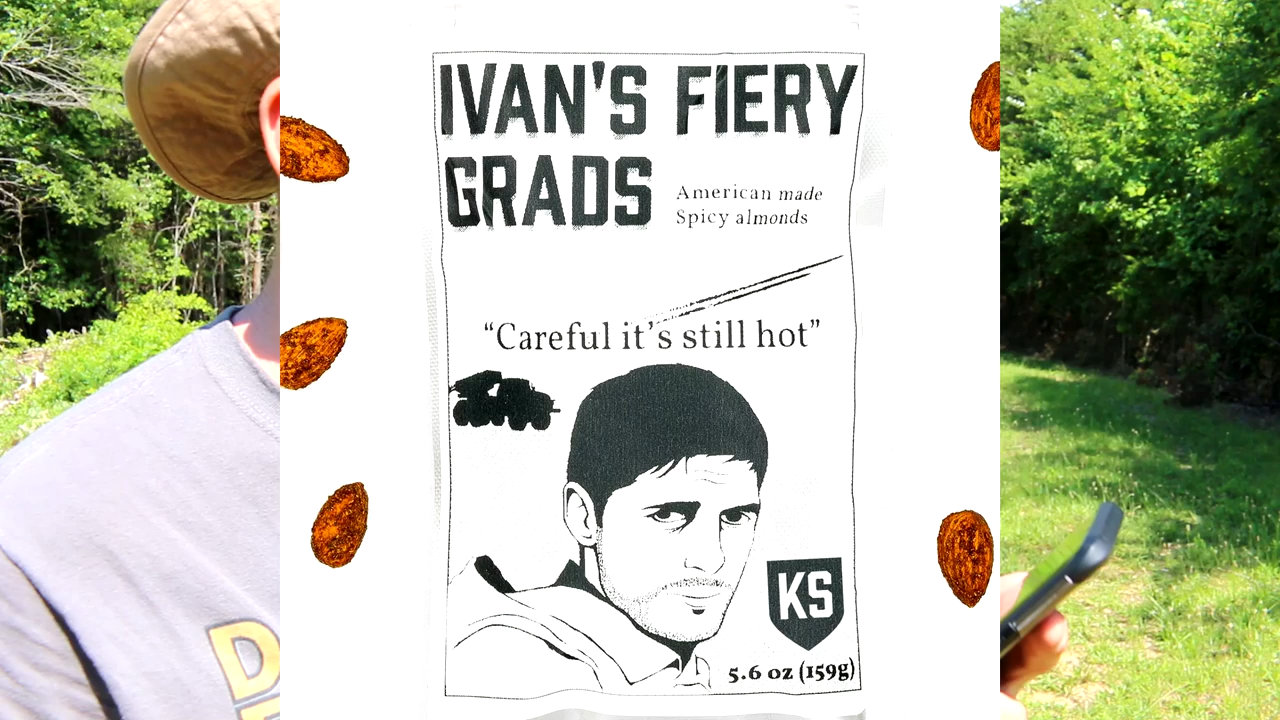 IVAN'S FIERY
GRADS
American made
Spicy almonds
“Careful it’s still hot”
KS
5.6 oz (159g)
D